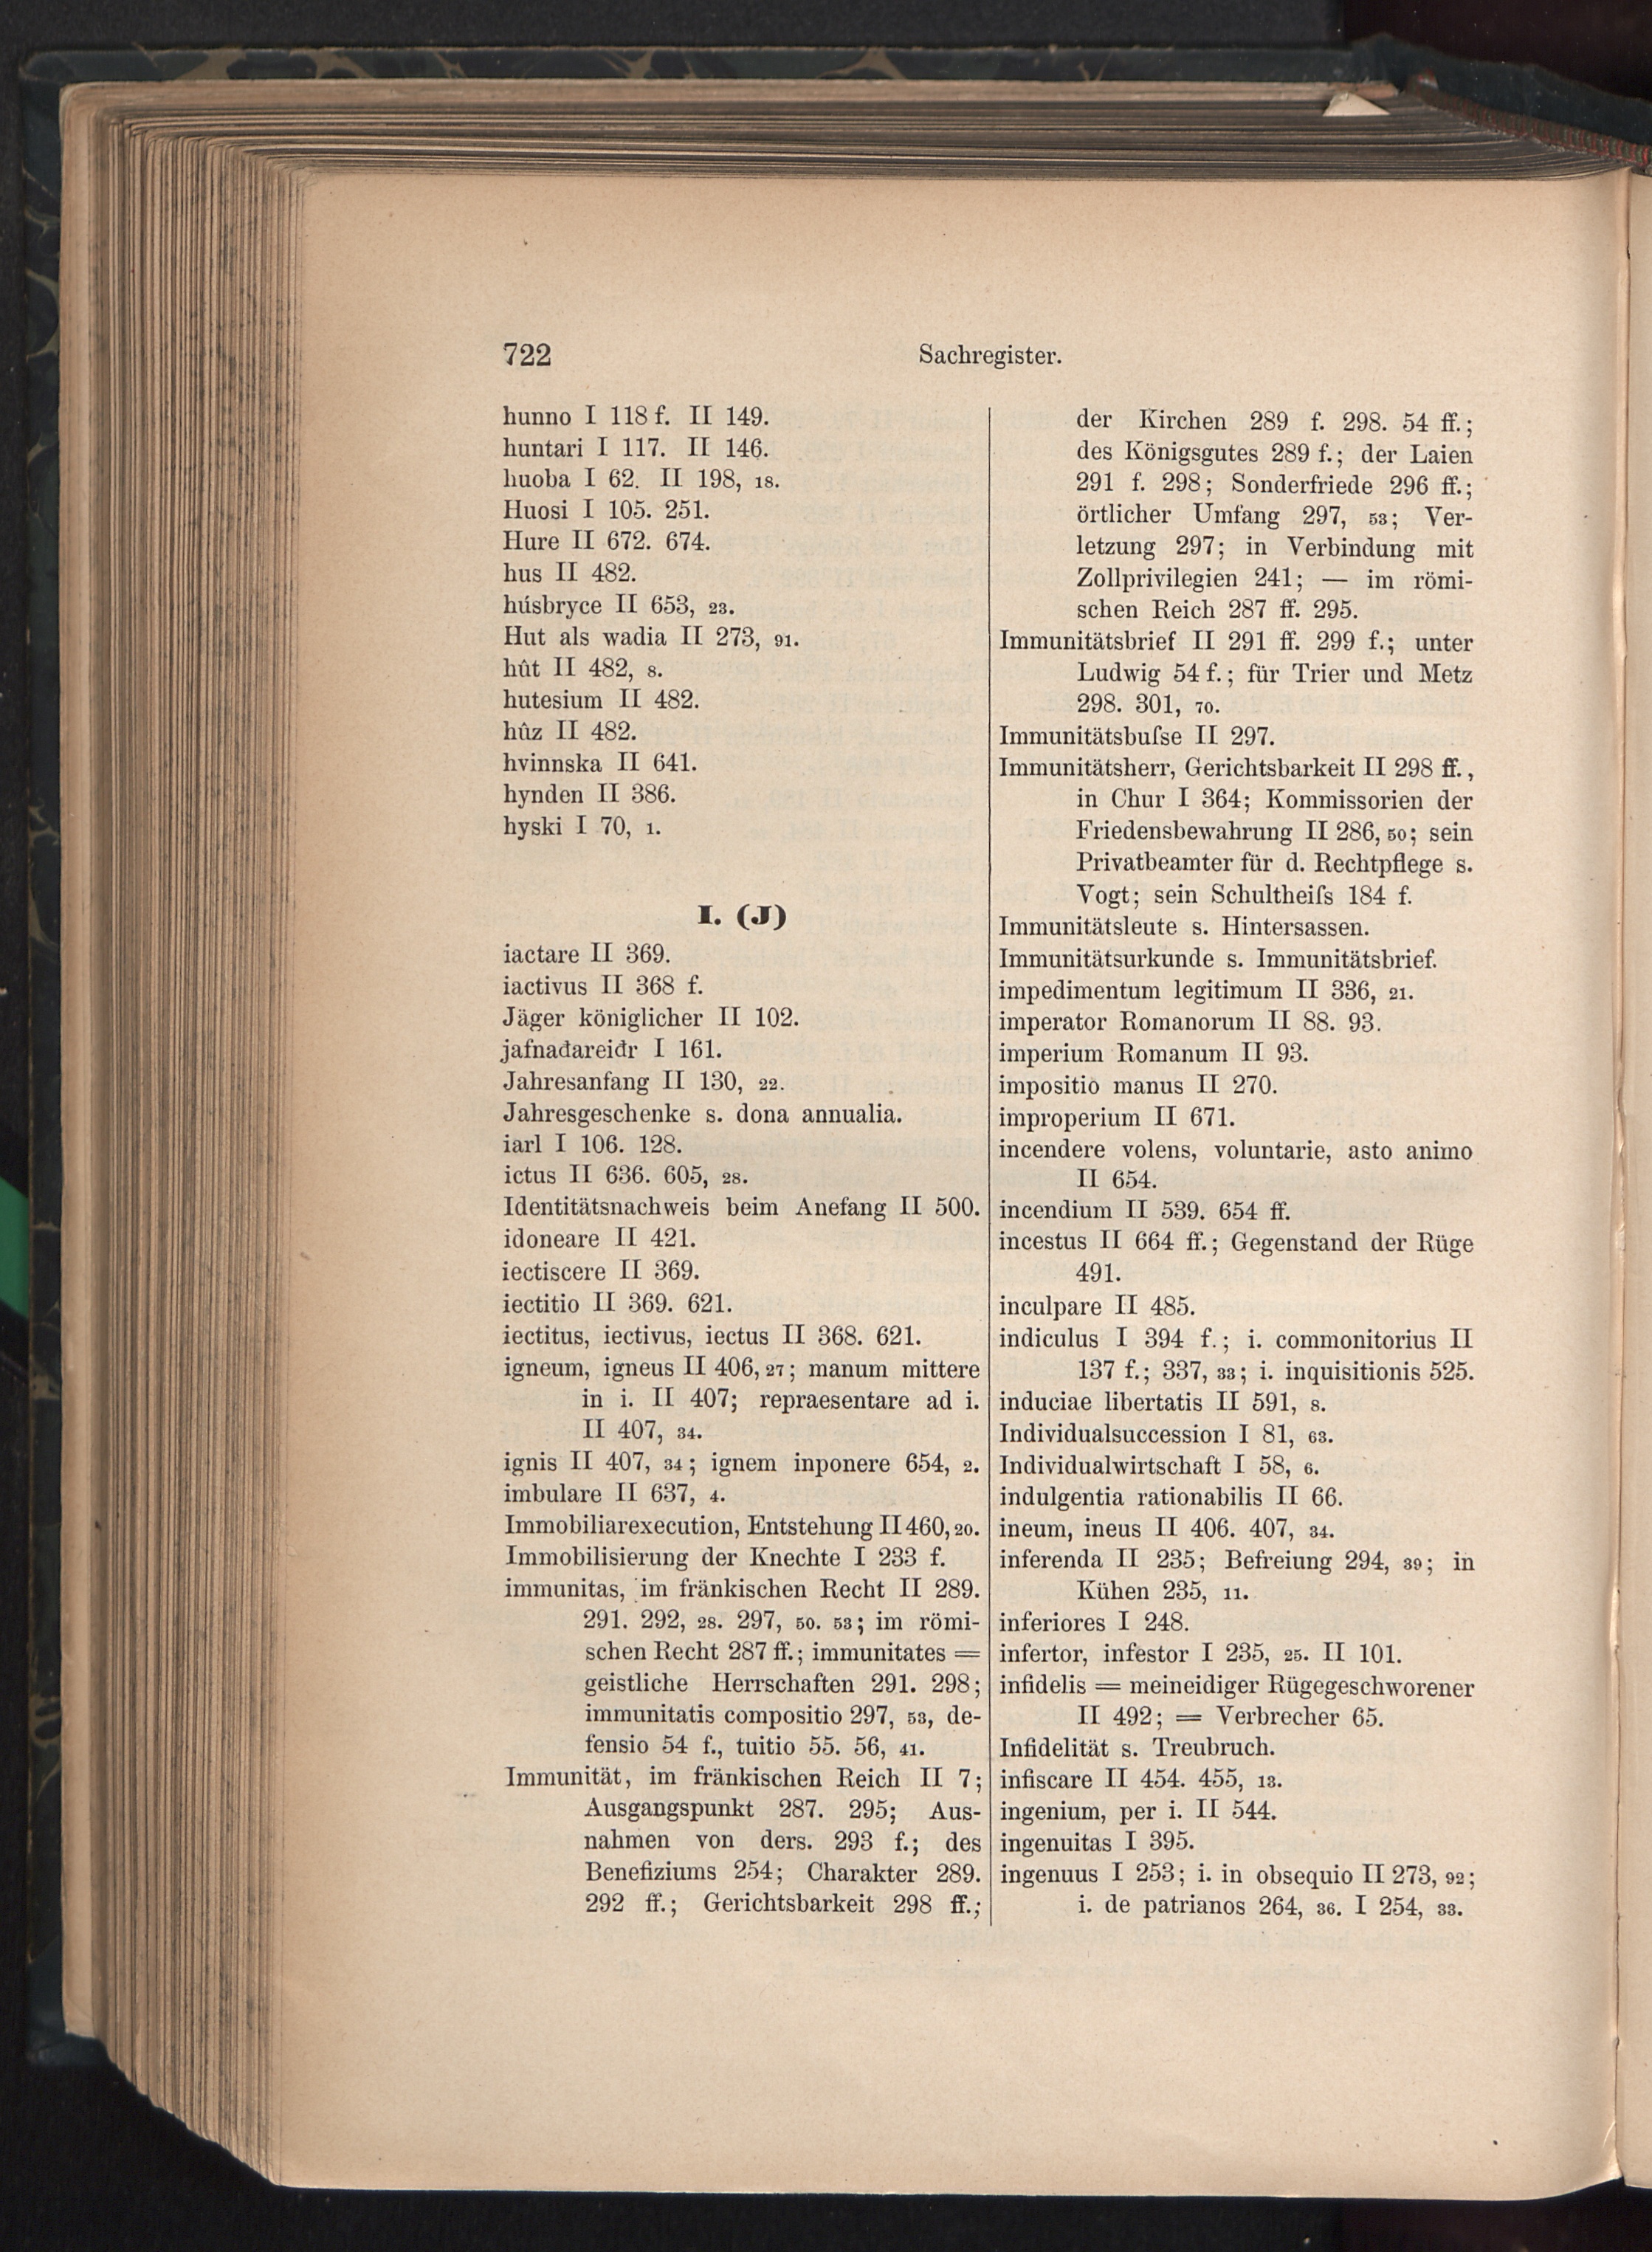 722
Sachregister.
hunno I 118 f. II 149.
huntari I 117. II 146.
huoba I 62. II 198, 18.
Huosi I 105. 251.
Hure II 672. 674.
hus II 482.
húsbryce II 653, 23.
Hut als wadia II 273, 91.
hût II 482, 8.
hutesium II 482.
hûz II 482.
hvinnska II 641.
hynden II 386.
hyski I 70, 1.
I. (J)
iactare II 369.
iactivus II 368 f.
Jäger königlicher II 102.
jafnađareiđr I 161.
Jahresanfang II 130, 22.
Jahresgeschenke s. dona annualia.
iarl I 106. 128.
ictus II 636. 605, 28.
Identitätsnachweis beim Anefang II 500.
idoneare II 421.
iectiscere II 369.
iectitio II 369. 621.
iectitus, iectivus, iectus II 368. 621.
igneum, igneus II 406, 27; manum mittere
in i. II 407; repraesentare ad i.
II 407, 34.
ignis II 407, 34; ignem inponere 654, 2.
imbulare II 637, 4.
Immobiliarexecution, Entstehung II 460, 20.
Immobilisierung der Knechte I 233 f.
immunitas, im fränkischen Recht II 289.
291. 292, 28. 297, 50. 53; im römi-
schen Recht 287 ff.; immunitates =
geistliche Herrschaften 291. 298;
immunitatis compositio 297, 53, de-
fensio 54 f., tuitio 55. 56, 41.
Immunität, im fränkischen Reich II 7;
Ausgangspunkt 287. 295; Aus-
nahmen von ders. 293 f.; des
Benefiziums 254; Charakter 289.
292 ff.; Gerichtsbarkeit 298 ff.;
der Kirchen 289 f. 298. 54 ff.;
des Königsgutes 289 f.; der Laien
291 f. 298; Sonderfriede 296 ff.;
örtlicher Umfang 297, 53; Ver-
letzung 297; in Verbindung mit
Zollprivilegien 241; — im römi-
schen Reich 287 ff. 295.
Immunitätsbrief II 291 ff. 299 f.; unter
Ludwig 54 f.; für Trier und Metz
298. 301, 70.
Immunitätsbuſse II 297.
Immunitätsherr, Gerichtsbarkeit II 298 ff.,
in Chur I 364; Kommissorien der
Friedensbewahrung II 286, 50; sein
Privatbeamter für d. Rechtpflege s.
Vogt; sein Schultheiſs 184 f.
Immunitätsleute s. Hintersassen.
Immunitätsurkunde s. Immunitätsbrief.
impedimentum legitimum II 336, 21.
imperator Romanorum II 88. 93.
imperium Romanum II 93.
impositio manus II 270.
improperium II 671.
incendere volens, voluntarie, asto animo
II 654.
incendium II 539. 654 ff.
incestus II 664 ff.; Gegenstand der Rüge
491.
inculpare II 485.
indiculus I 394 f.; i. commonitorius II
137 f.; 337, 33; i. inquisitionis 525.
induciae libertatis II 591, 8.
Individualsuccession I 81, 63.
Individualwirtschaft I 58, 6.
indulgentia rationabilis II 66.
ineum, ineus II 406. 407, 34.
inferenda II 235; Befreiung 294, 39; in
Kühen 235, 11.
inferiores I 248.
infertor, infestor I 235, 25. II 101.
infidelis = meineidiger Rügegeschworener
II 492; = Verbrecher 65.
Infidelität s. Treubruch.
infiscare II 454. 455, 13.
ingenium, per i. II 544.
ingenuitas I 395.
ingenuus I 253; i. in obsequio II 273, 92;
i. de patrianos 264, 36. I 254, 33.